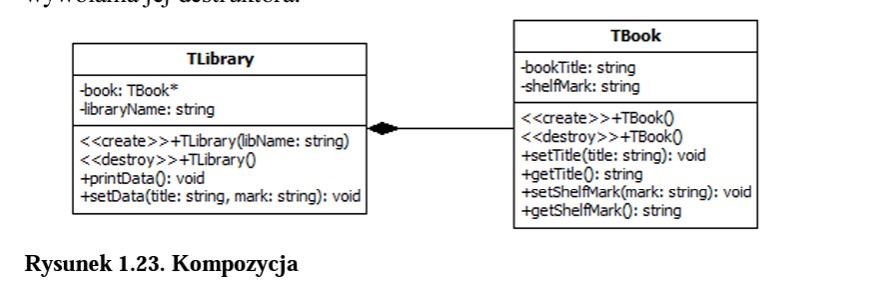 wywołania jej destruktora.
TLibrary
-book: TBook*
-libraryName: string
<<create>>+TLibrary(libName: string)
<<destroy>>+TLibrary()
+printData(): void
+setData(title: string, mark: string): void
TBook
-bookTitle: string
-shelfMark: string
<<create>>+TBook()
<<destroy>>+TBook()
+setTitle(title: string): void
+getTitle(): string
+setShelfMark(mark: string): void
+getShelfMark(): string
Rysunek 1.23. Kompozycja